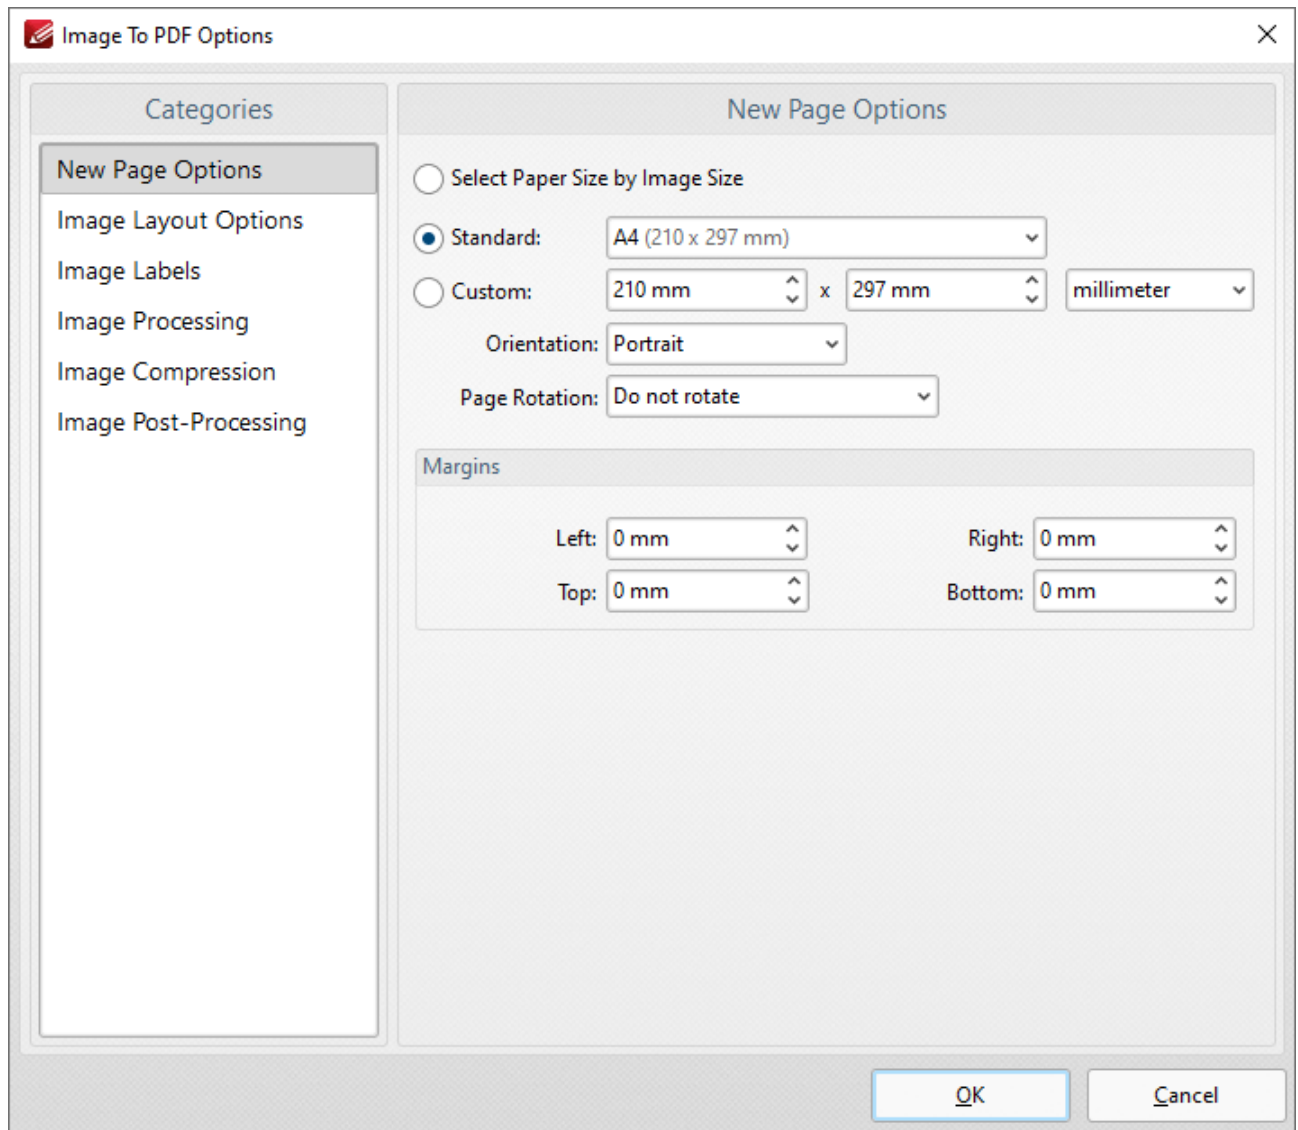 Image To PDF Options
Categories
New Page Options
Image Layout Options
Image Labels
Image Processing
Image Compression
Image Post-Processing
New Page Options
Select Paper Size by Image Size
Standard: A4 (210 x 297 mm)
Custom: 210 mm x 297 mm millimeter
Orientation: Portrait
Page Rotation: Do not rotate
Margins
Left: 0 mm Right: 0 mm
Top: 0 mm Bottom: 0 mm
OK Cancel